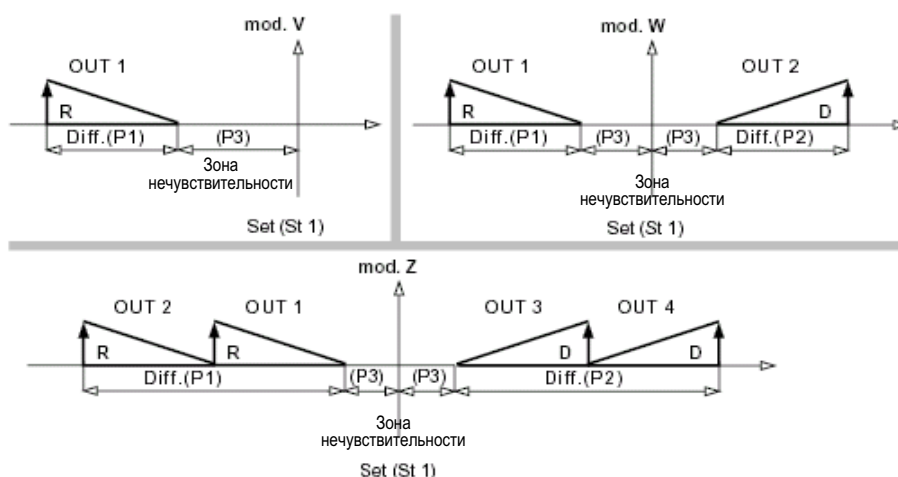 mod. V
OUT 1
R
Diff.(P1)
(P3)
Зона
нечувствительности
Set (St 1)
mod. W
OUT 1
OUT 2
R
D
Diff.(P1)
(P3)
(P3)
Diff.(P2)
Зона
нечувствительности
Set (St 1)
mod. Z
OUT 2
OUT 1
OUT 3
OUT 4
R
R
D
D
Diff.(P1)
(P3)
(P3)
Diff.(P2)
Зона
нечувствительности
Set (St 1)